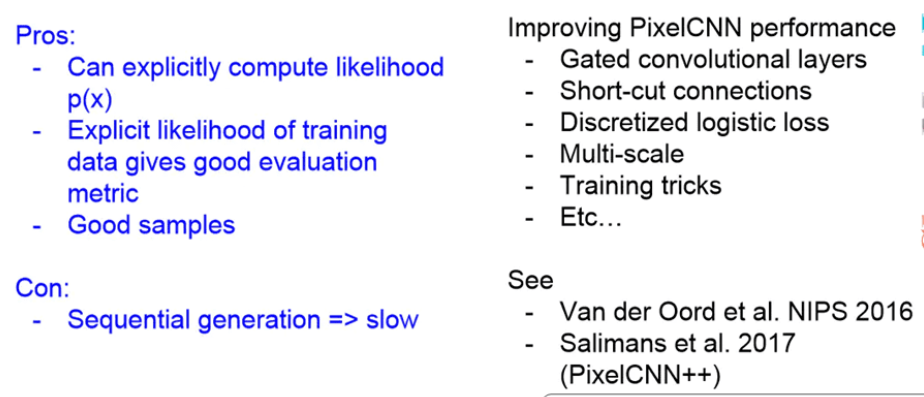 Pros:
- Can explicitly compute likelihood
p(x)
- Explicit likelihood of training
data gives good evaluation
metric
- Good samples
Con:
- Sequential generation => slow
Improving PixelCNN performance
- Gated convolutional layers
- Short-cut connections
- Discretized logistic loss
- Multi-scale
- Training tricks
- Etc…
See
- Van der Oord et al. NIPS 2016
- Salimans et al. 2017
(PixelCNN++)